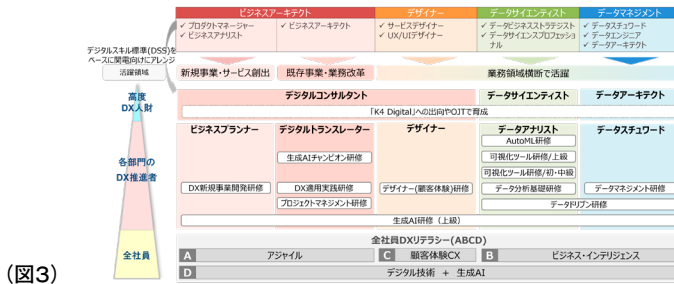 ビジネスアーキテクト
デザイナー
データサイエンティスト
データマネジメント
✓ プロダクトマネージャー
✓ ビジネスアナリスト
✓ ビジネスアーキテクト
✓ サービスデザイナー
✓ UX/UIデザイナー
✓ データビジネスストラテジスト
✓ データサイエンスプロフェッショ
ナル
✓ データスチュワード
✓ データエンジニア
✓ データアーキテクト
デジタルスキル標準(DSS)を
ベースに関電向けにアレンジ
活躍領域
新規事業・サービス創出
既存事業・業務改革
業務領域横断で活躍
高度
DX人財
デジタルコンサルタント
データサイエンティスト
データアーキテクト
「K4 Digital」への出向やOJTで育成
各部門の
DX推進者
ビジネスプランナー
デジタルトランスレーター
デザイナー
データアナリスト
データスチュワード
AutoML研修
生成AIチャンピオン研修
可視化ツール研修/上級
可視化ツール研修/初・中級
DX新規事業開発研修
DX適用実践研修
デザイナー(顧客体験)研修
データ分析基礎研修
データマネジメント研修
プロジェクトマネジメント研修
データドリブン研修
生成AI研修（上級）
全社員
全社員DXリテラシー(ABCD)
A
アジャイル
C
顧客体験CX
B
ビジネス・インテリジェンス
D
デジタル技術 + 生成AI
(図3)